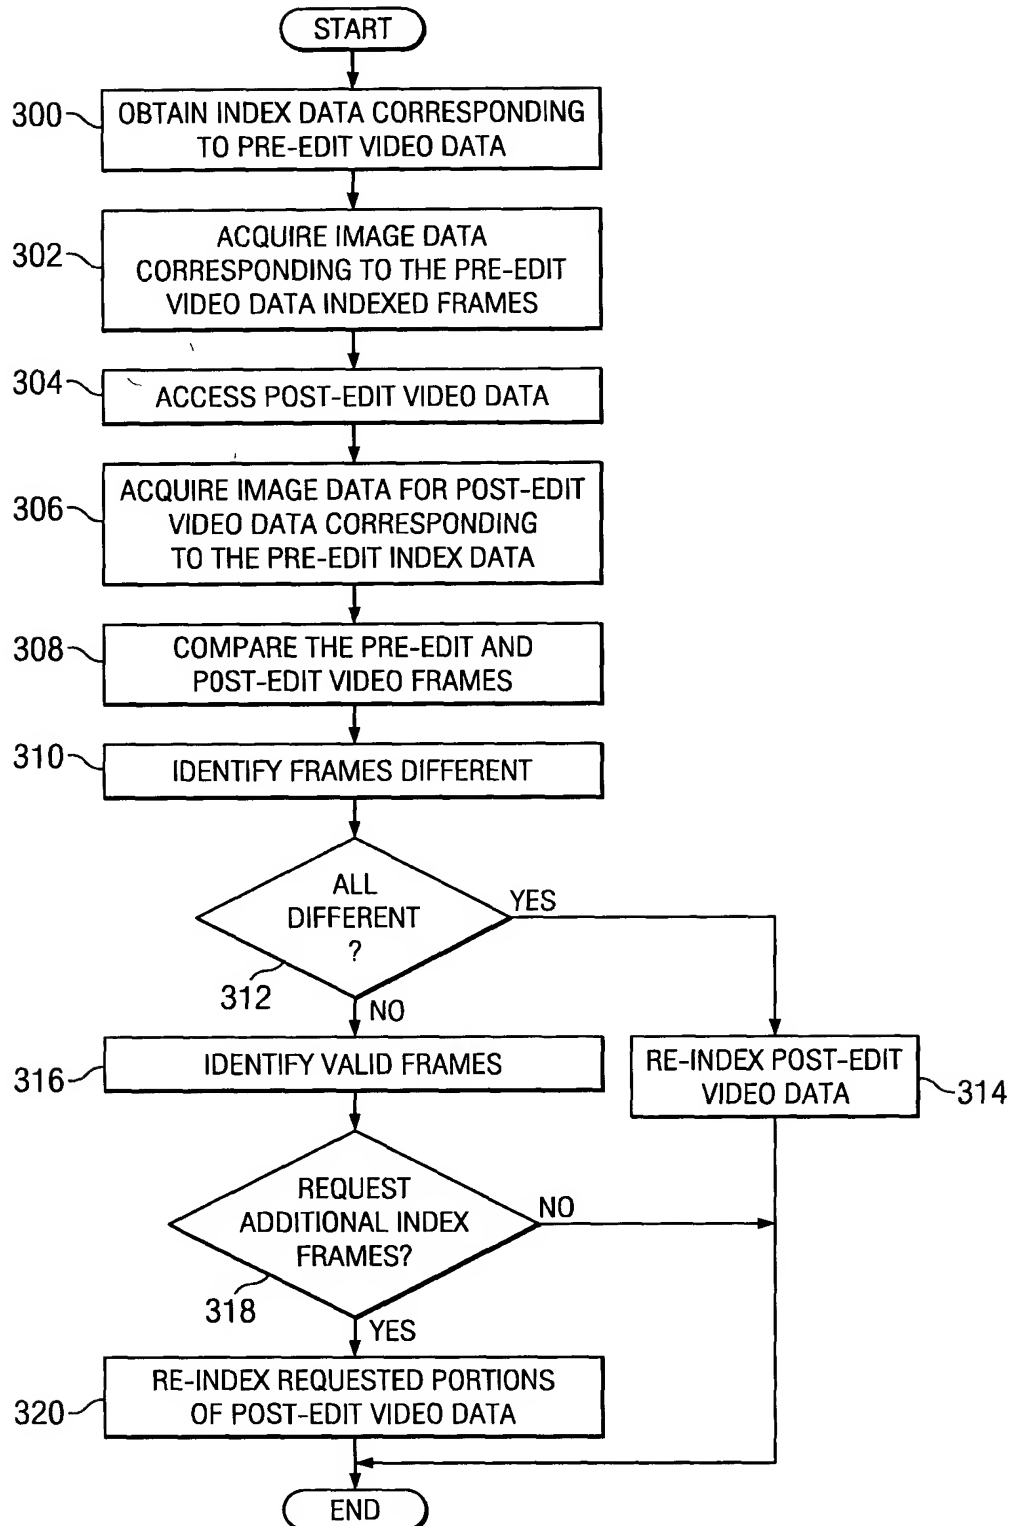 START
300
OBTAIN INDEX DATA CORRESPONDING
TO PRE-EDIT VIDEO DATA
302
ACQUIRE IMAGE DATA
CORRESPONDING TO THE PRE-EDIT
VIDEO DATA INDEXED FRAMES
304
ACCESS POST-EDIT VIDEO DATA
306
ACQUIRE IMAGE DATA FOR POST-EDIT
VIDEO DATA CORRESPONDING
TO THE PRE-EDIT INDEX DATA
308
COMPARE THE PRE-EDIT AND
POST-EDIT VIDEO FRAMES
310
IDENTIFY FRAMES DIFFERENT
ALL
DIFFERENT
?
YES
312
NO
316
IDENTIFY VALID FRAMES
RE-INDEX POST-EDIT
VIDEO DATA
314
REQUEST
ADDITIONAL INDEX
FRAMES?
NO
318
YES
320
RE-INDEX REQUESTED PORTIONS
OF POST-EDIT VIDEO DATA
END